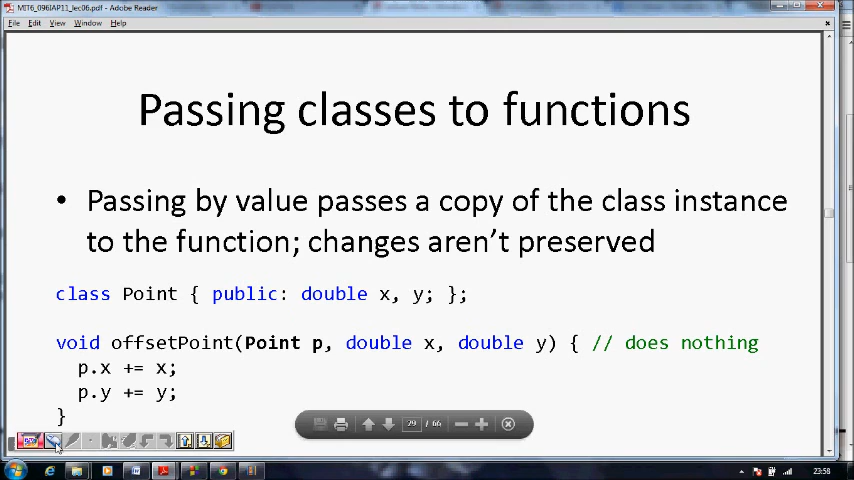 MIT6_096IAP11_lec06.pdf - Adobe Reader
File Edit View Window Help
Passing classes to functions
• Passing by value passes a copy of the class instance
to the function; changes aren't preserved
class Point { public: double x, y; };
void offsetPoint(Point p, double x, double y) { // does nothing
p.x += x;
p.y += y;
}
29 / 66
23:58